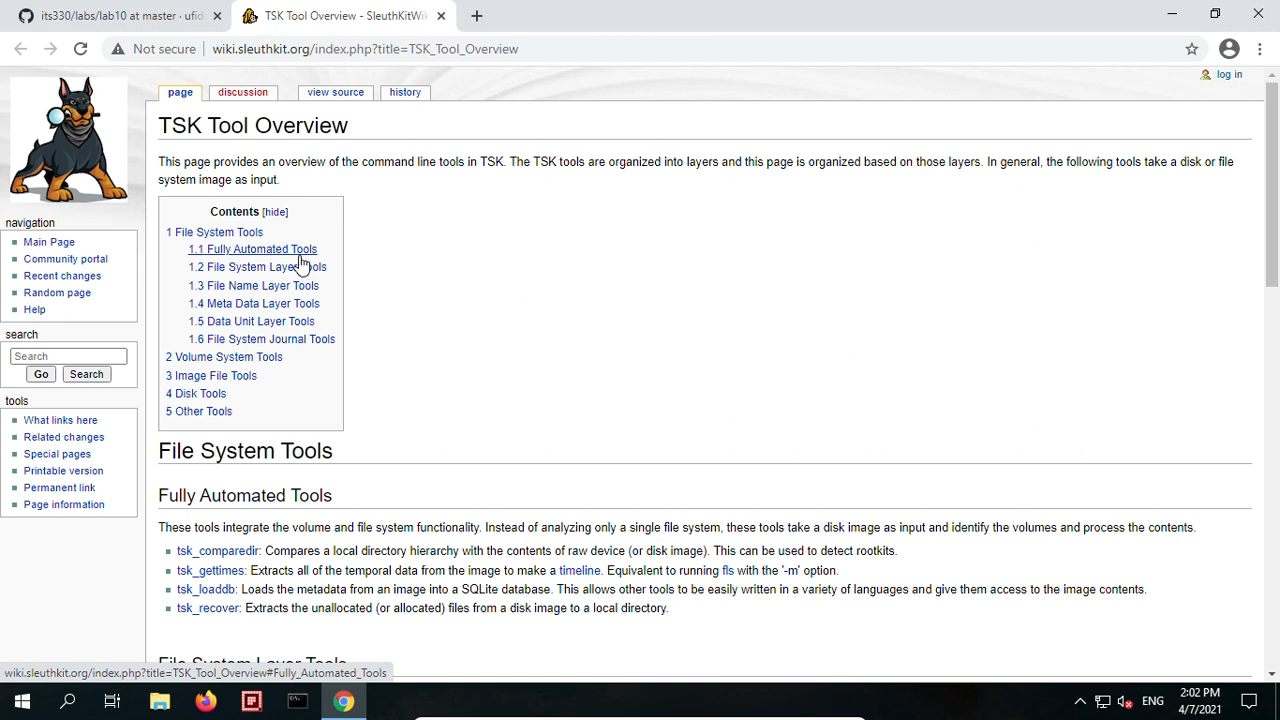 its330/labs/lab10 at master · ufid
TSK Tool Overview - SleuthKitWik
Not secure
wiki.sleuthkit.org/index.php?title=TSK_Tool_Overview
log in
page
discussion
view source
history
TSK Tool Overview
This page provides an overview of the command line tools in TSK. The TSK tools are organized into layers and this page is organized based on those layers. In general, the following tools take a disk or file
system image as input.
Contents [hide]
1 File System Tools
1.1 Fully Automated Tools
1.2 File System Layer Tools
1.3 File Name Layer Tools
1.4 Meta Data Layer Tools
1.5 Data Unit Layer Tools
1.6 File System Journal Tools
2 Volume System Tools
3 Image File Tools
4 Disk Tools
5 Other Tools
navigation
Main Page
Community portal
Recent changes
Random page
Help
search
Search
Go
Search
tools
What links here
Related changes
Special pages
Printable version
Permanent link
Page information
File System Tools
Fully Automated Tools
These tools integrate the volume and file system functionality. Instead of analyzing only a single file system, these tools take a disk image as input and identify the volumes and process the contents.
tsk_comparedir: Compares a local directory hierarchy with the contents of raw device (or disk image). This can be used to detect rootkits.
tsk_gettimes: Extracts all of the temporal data from the image to make a timeline. Equivalent to running fls with the '-m' option.
tsk_loaddb: Loads the metadata from an image into a SQLite database. This allows other tools to be easily written in a variety of languages and give them access to the image contents.
tsk_recover: Extracts the unallocated (or allocated) files from a disk image to a local directory.
File System Layer Tools
wiki.sleuthkit.org/index.php?title=TSK_Tool_Overview#Fully_Automated_Tools
ENG
2:02 PM
4/7/2021